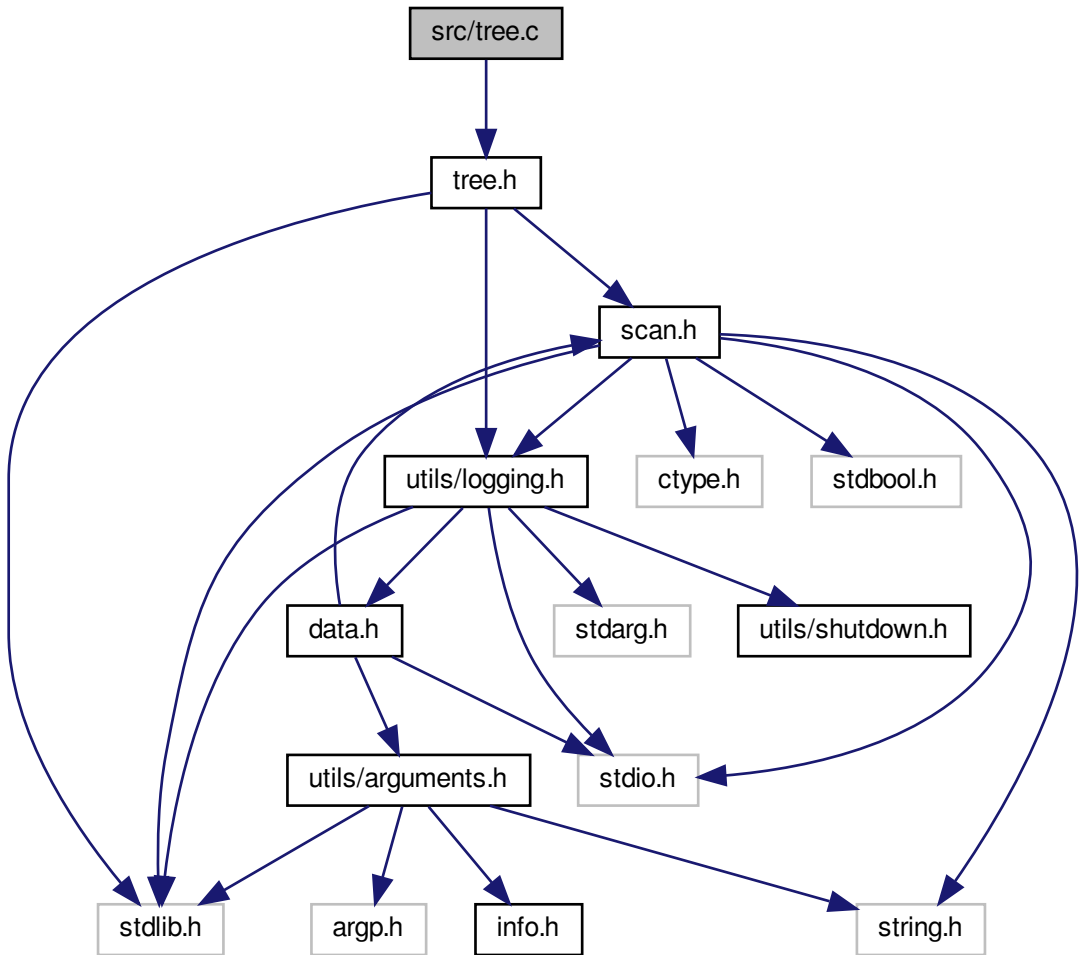 src/tree.c
tree.h
scan.h
utils/logging.h
ctype.h
stdbool.h
data.h
stdarg.h
utils/shutdown.h
utils/arguments.h
stdio.h
stdlib.h
argp.h
info.h
string.h